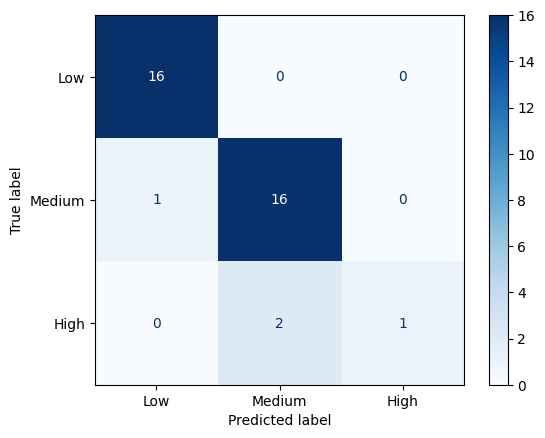 16
Low 16 0 0
14
12
10
Medium 1 16 0
8
6
4
High 0 2 1
2
0
Low Medium High
Predicted label
True label